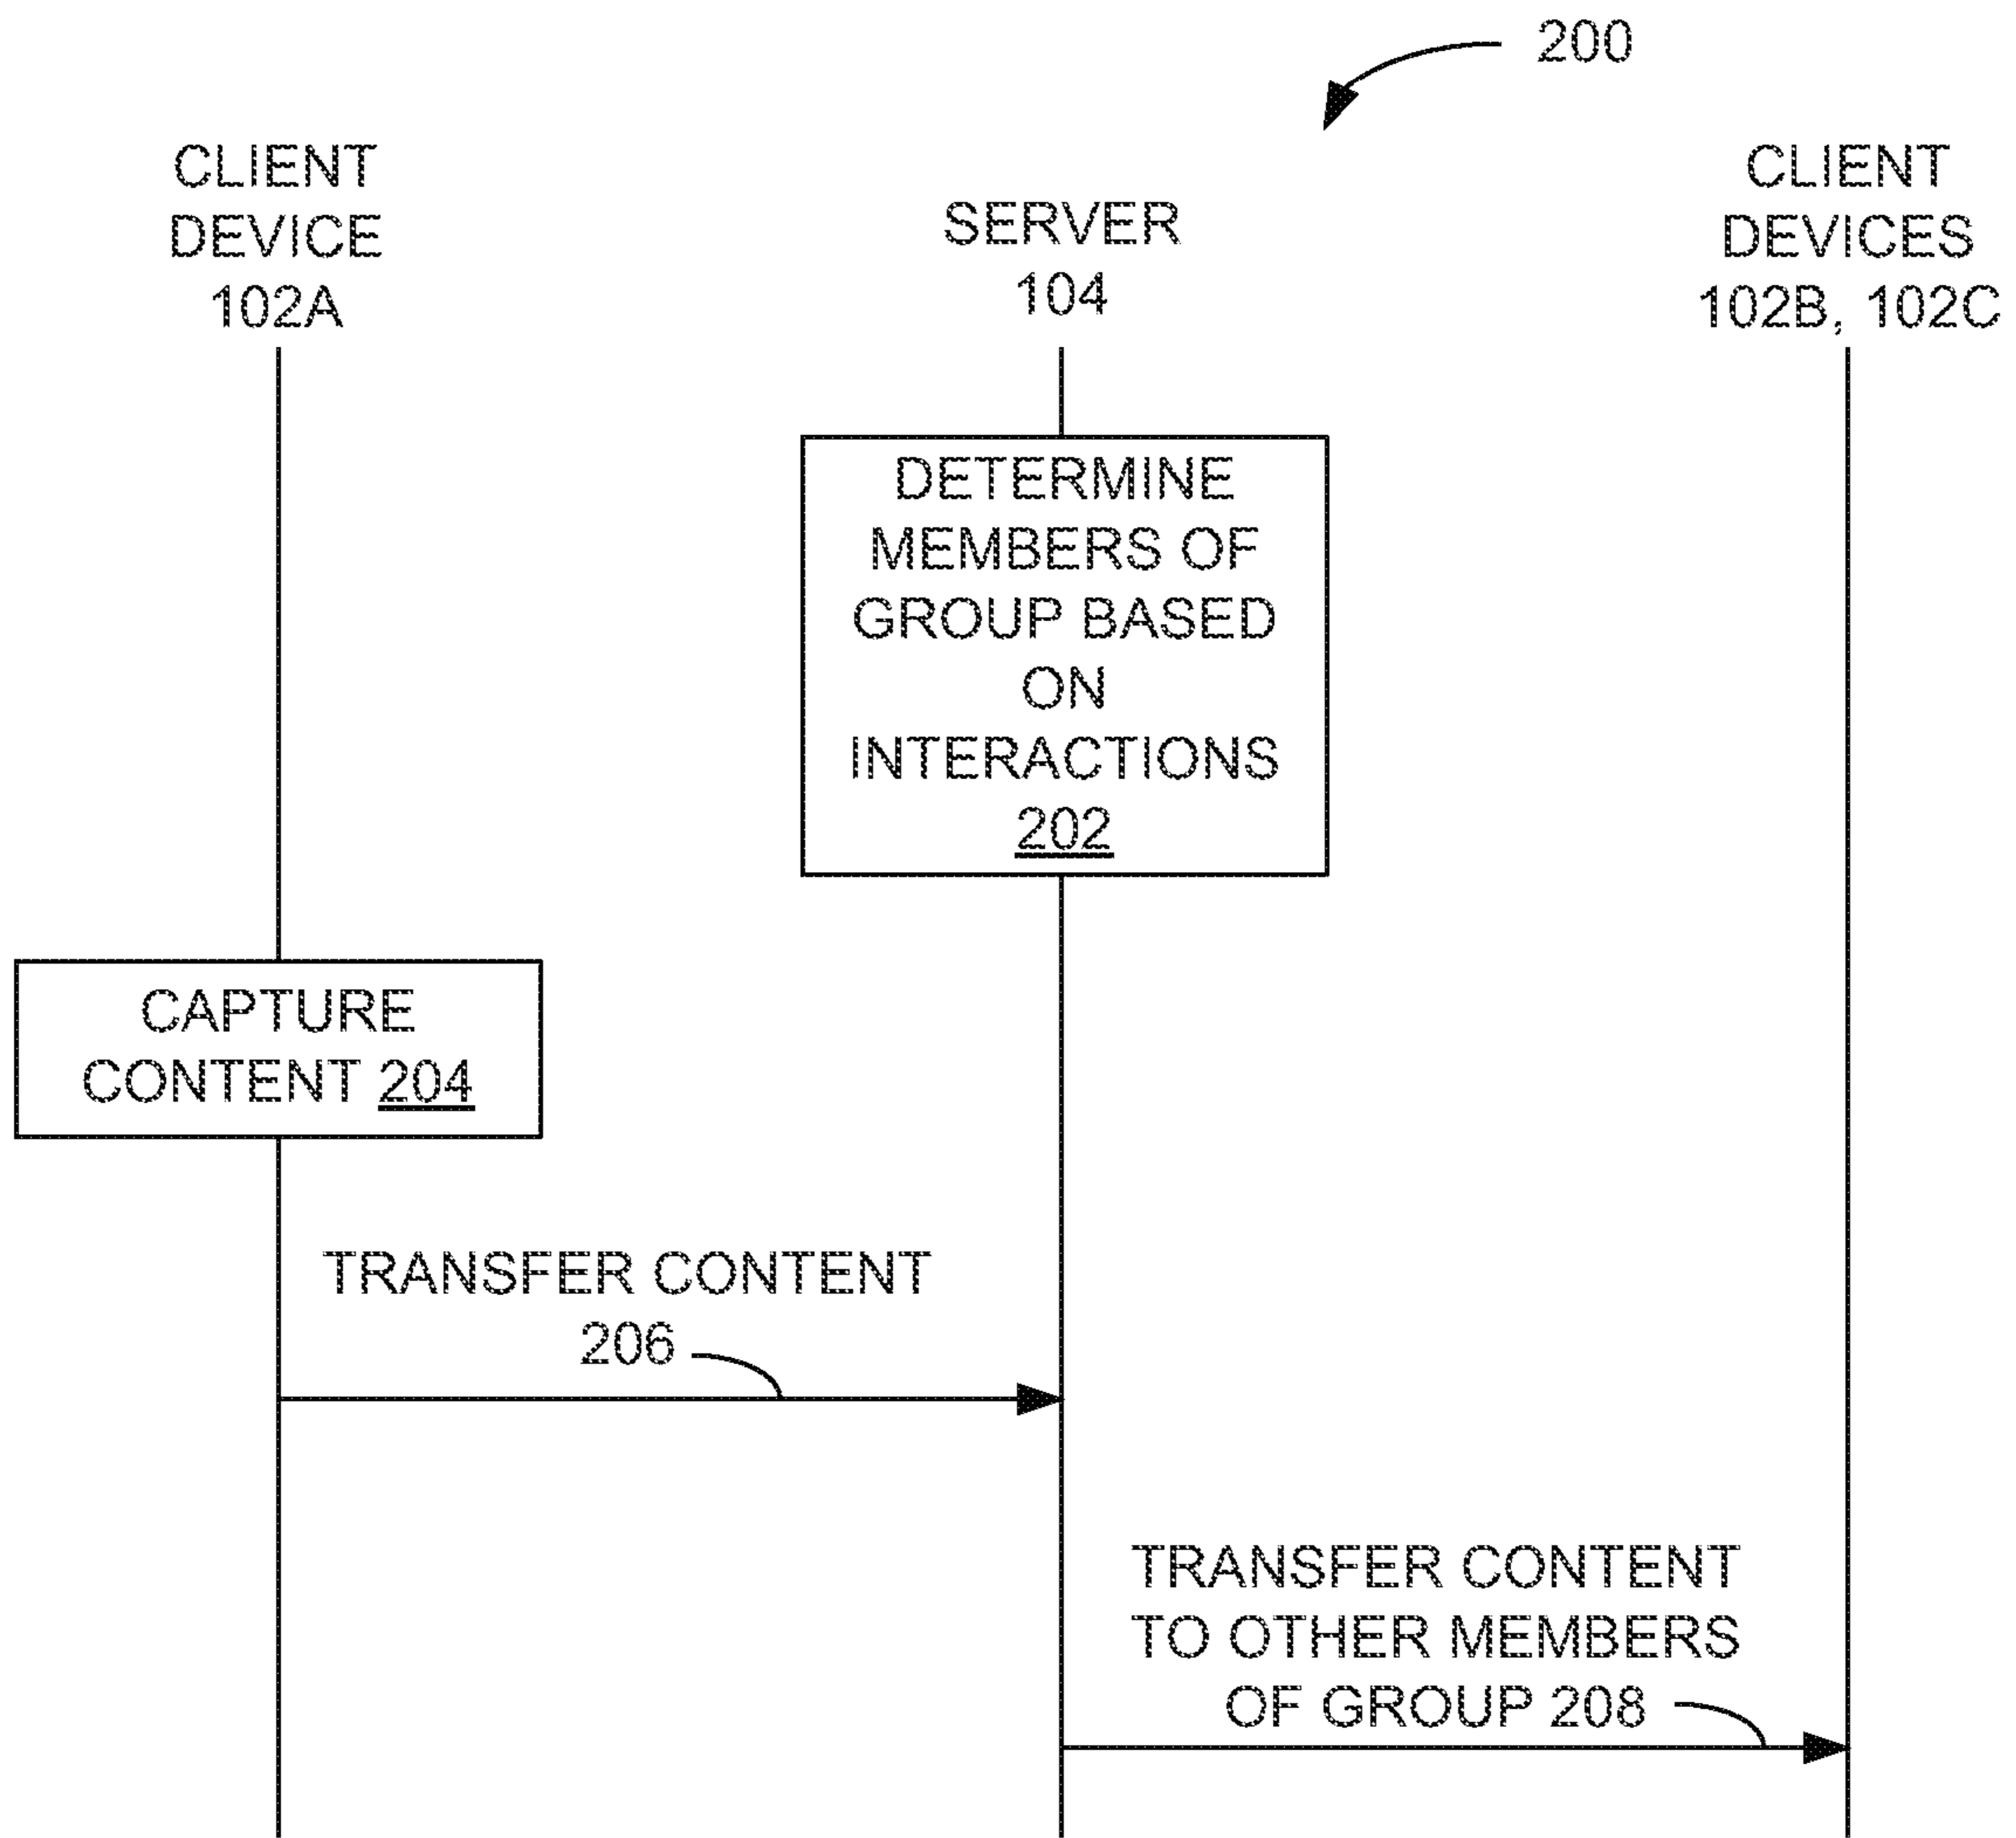 200
CLIENT
DEVICE
102A
SERVER
104
CLIENT
DEVICES
102B, 102C
DETERMINE
MEMBERS OF
GROUP BASED
ON
INTERACTIONS
202
CAPTURE
CONTENT 204
TRANSFER CONTENT
206
TRANSFER CONTENT
TO OTHER MEMBERS
OF GROUP 208